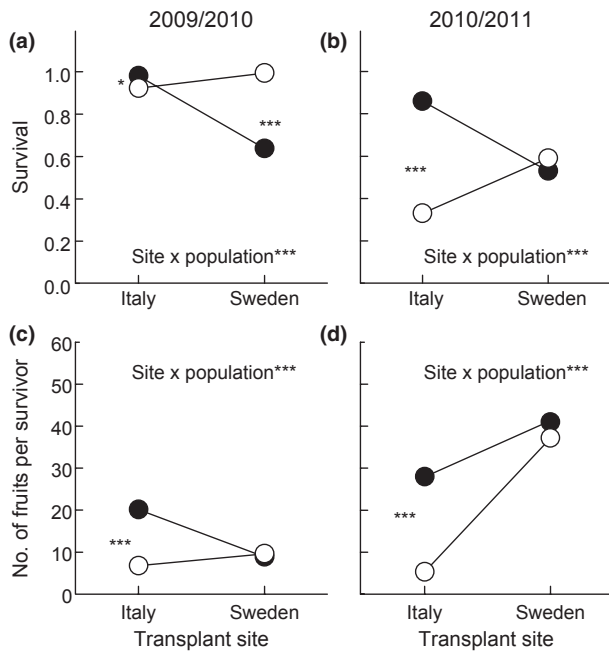 2009/2010
2010/2011
(a)
(b)
Survival
1.0
0.8
0.6
0.4
0.2
0.0
*
***
***
Site x population***
Site x population***
Italy
Sweden
Italy
Sweden
(c)
(d)
No. of fruits per survivor
60
50
40
30
20
10
0
Site x population***
Site x population***
***
***
Italy
Sweden
Italy
Sweden
Transplant site
Transplant site